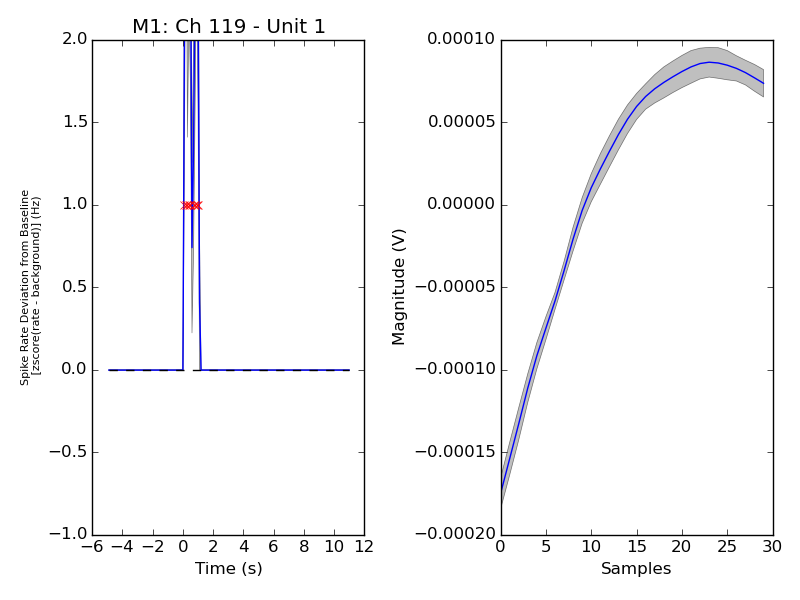 M1: Ch 119 - Unit 1
2.0
1.5
1.0
0.5
0.0
−0.5
−1.0
−6 −4 −2 0 2 4 6 8 10 12
Time (s)
Spike Rate Deviation from Baseline
[zscore(rate - background)] (Hz)
0.00010
0.00005
0.00000
−0.00005
−0.00010
−0.00015
−0.00020
0 5 10 15 20 25 30
Samples
Magnitude (V)